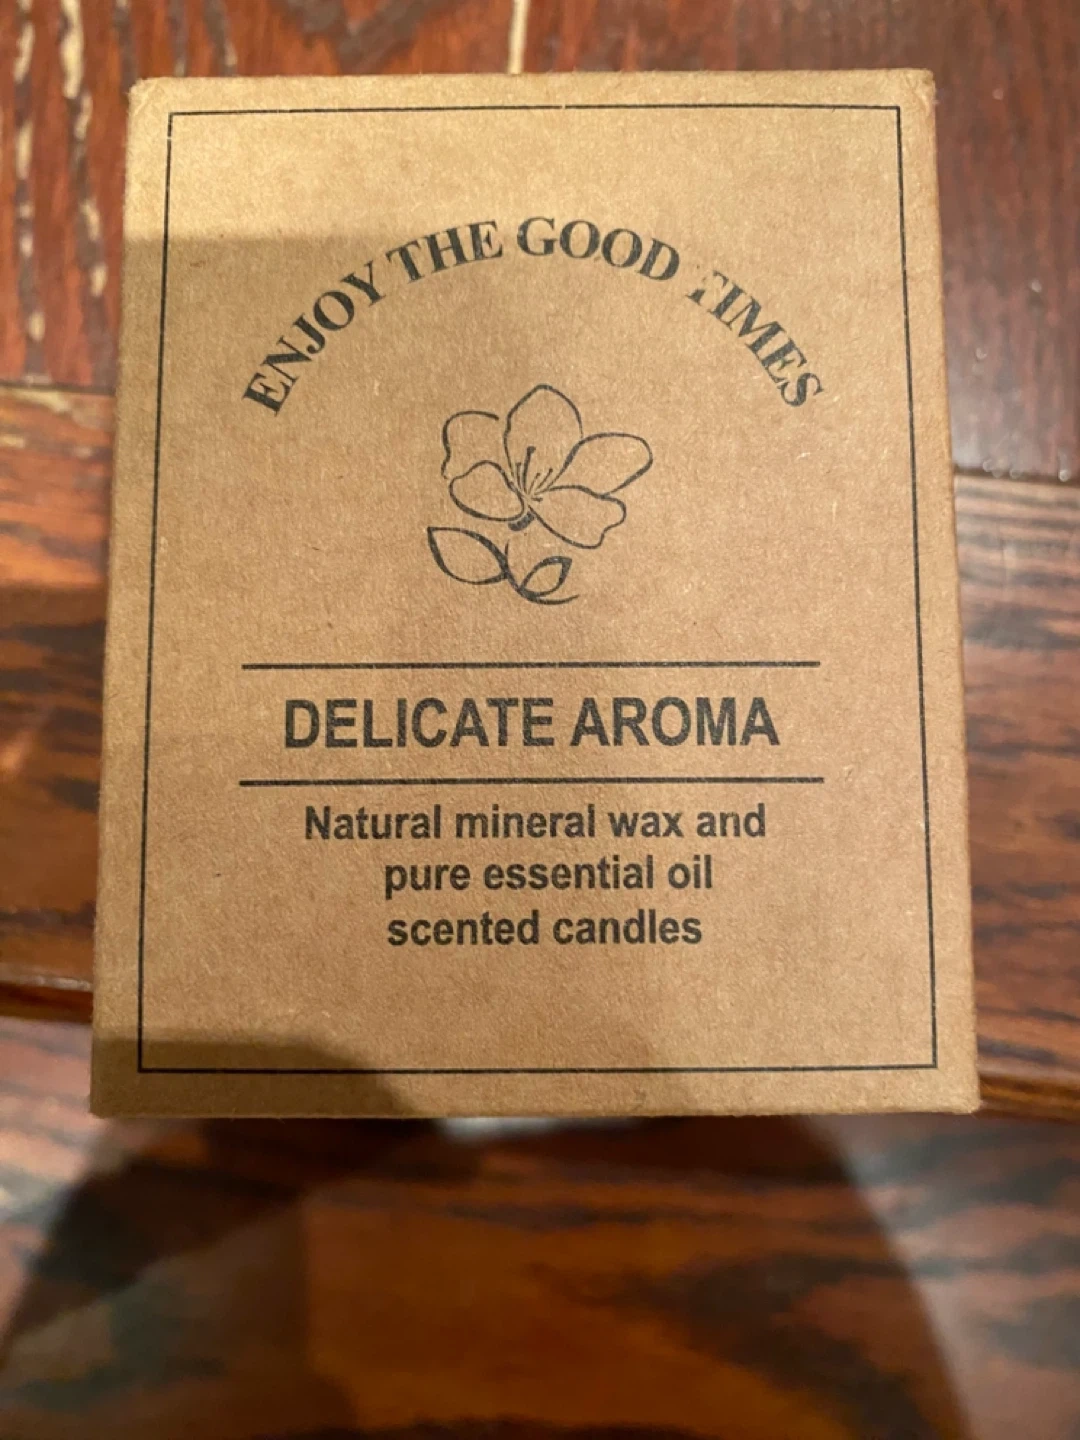 ENJOY THE GOOD TIMES
DELICATE AROMA
Natural mineral wax and
pure essential oil
scented candles